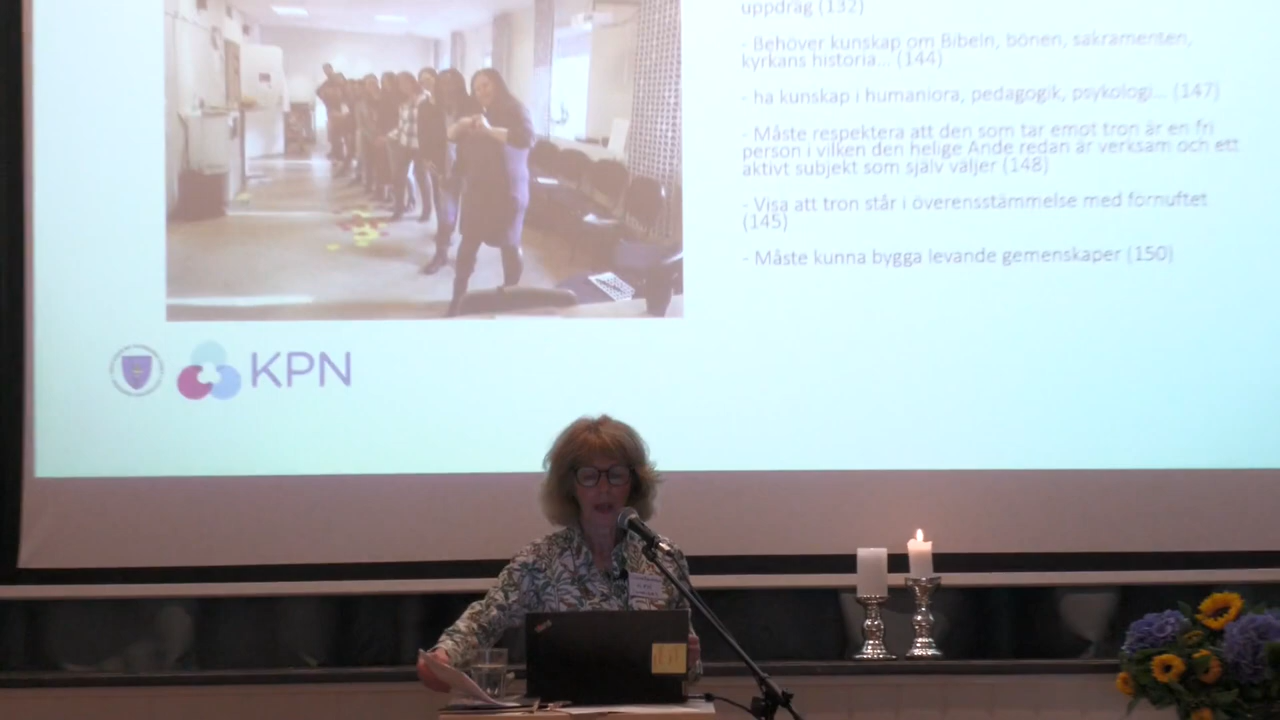 uppdrag (132)
- Behöver kunskap om Bibeln, bönen, sakramenten,
kyrkans historia... (144)
- ha kunskap i humaniora, pedagogik, psykologi... (147)
- Måste respektera att den som tar emot tron är en fri
person i vilken den helige Ande redan är verksam och ett
aktivt subjekt som själv väljer (148)
- Visa att tron står i överensstämmelse med förnuftet
(145)
- Måste kunna bygga levande gemenskaper (150)
KPN